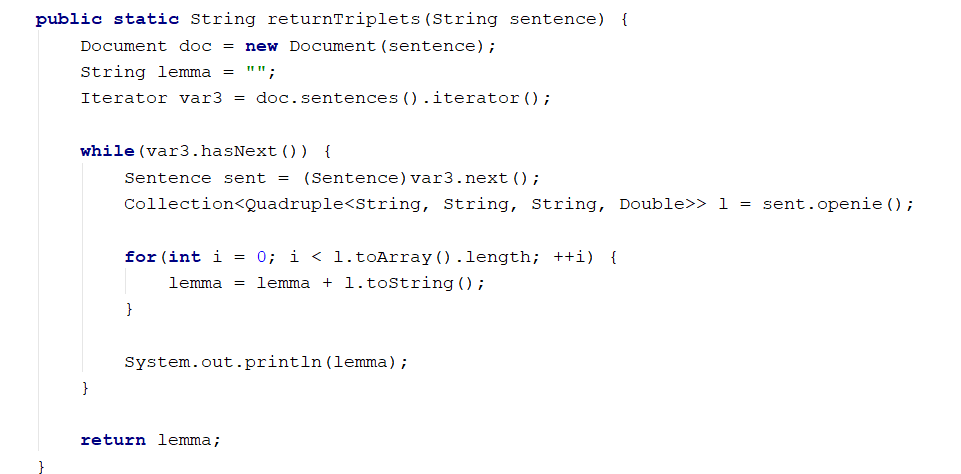 public static String returnTriplets(String sentence) {
    Document doc = new Document(sentence);
    String lemma = "";
    Iterator var3 = doc.sentences().iterator();

    while(var3.hasNext()) {
        Sentence sent = (Sentence)var3.next();
        Collection<Quadruple<String, String, String, Double>> l = sent.openie();

        for(int i = 0; i < l.toArray().length; ++i) {
            lemma = lemma + l.toString();
        }

        System.out.println(lemma);
    }

    return lemma;
}